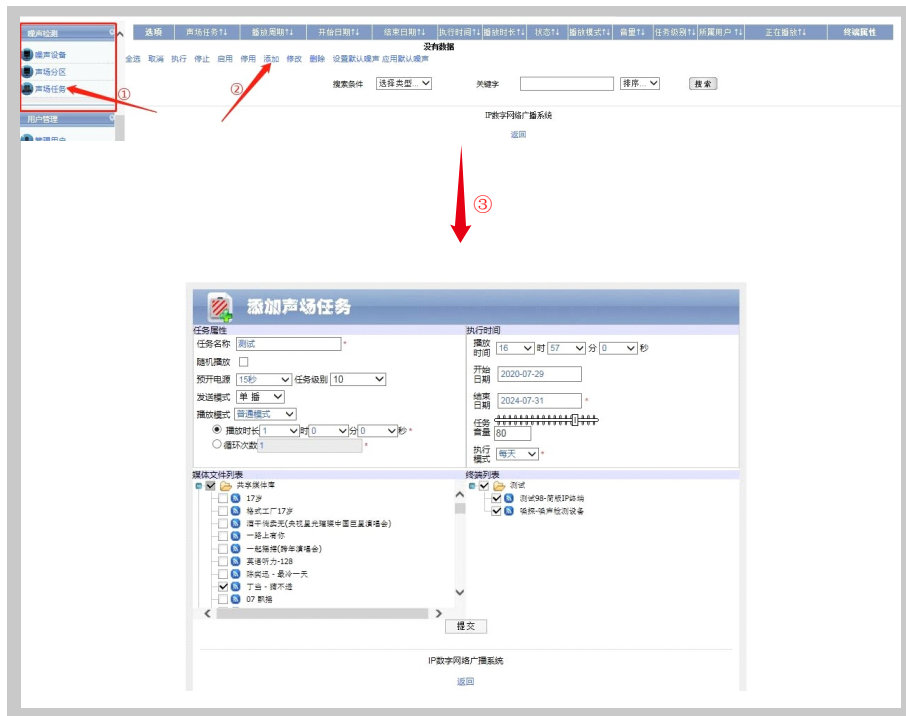 噪声检测
噪声设备
声场分区
声场任务
①
用户管理
管理用户
选项 声场任务↑↓ 播放周期↑↓ 开始日期↑↓ 结束日期↑↓ 执行时间↑↓ 播放时长↑↓ 状态↑↓ 播放模式↑↓ 音量↑↓ 任务级别↑↓ 所属用户↑↓ 正在播放↑↓ 终端属性
没有数据
全选 取消 执行 停止 启用 停用 添加 修改 删除 设置默认噪声 应用默认噪声
②
搜索条件 选择类型... 关键字 排序... 搜索
IP数字网络广播系统
返回
③
添加声场任务
任务属性
任务名称 测试 *
随机播放
预开电源 15秒 任务级别 10
发送模式 单 播
播放模式 普通模式
播放时长 1 时 0 分 0 秒 *
循环次数 1 *
执行时间
播放时间 16 时 57 分 0 秒
开始日期 2020-07-29
结束日期 2024-07-31 *
任务音量 80
执行模式 每天 *
媒体文件列表
共享媒体库
17岁
格式工厂17岁
酒干倘卖无(央视星光璀璨中国巨星演唱会)
一路上有你
一起摇摆(跨年演唱会)
英语听力-128
陈奕迅 - 最冷一天
丁当 - 猜不透
07 飘摇
终端列表
测试
测试98-简板IP终端
噪探-噪声检测设备
提交
IP数字网络广播系统
返回